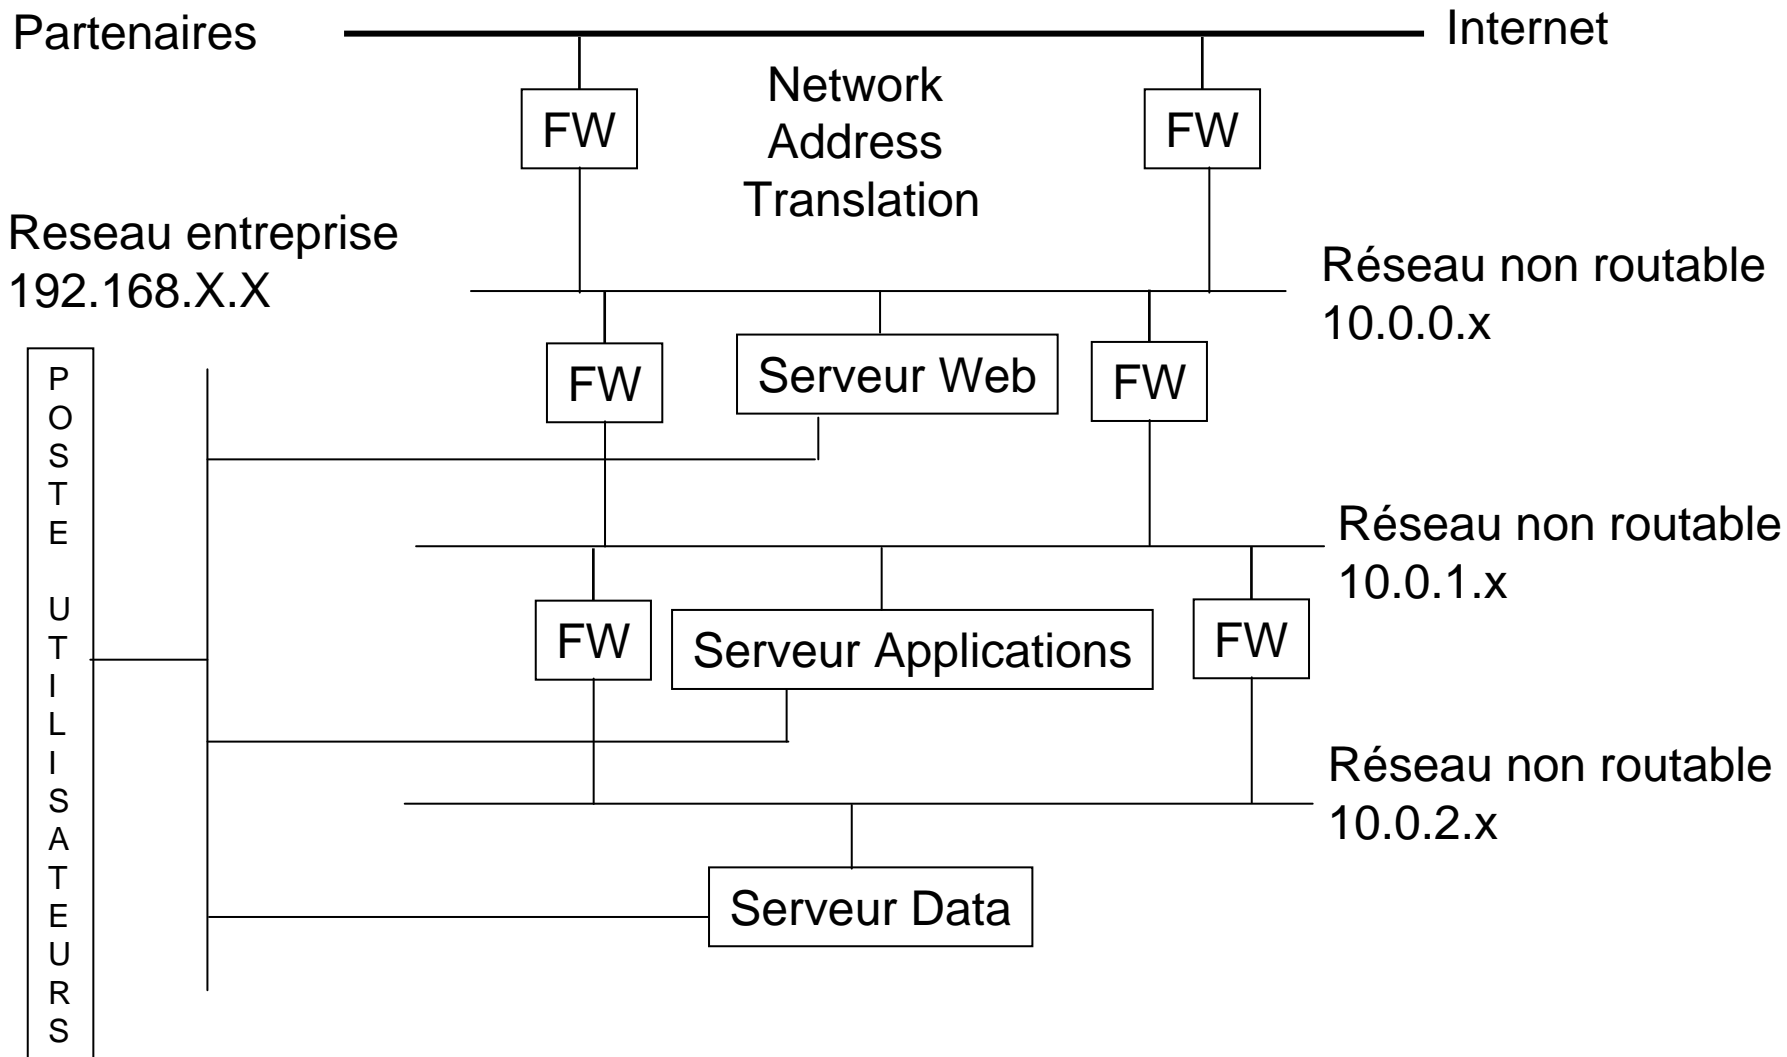 Partenaires
Internet
Network
Address
Translation
FW
FW
Reseau entreprise
192.168.X.X
Réseau non routable
10.0.0.x
FW
Serveur Web
FW
POSTE UTILISATEURS
Réseau non routable
10.0.1.x
FW
Serveur Applications
FW
Réseau non routable
10.0.2.x
Serveur Data